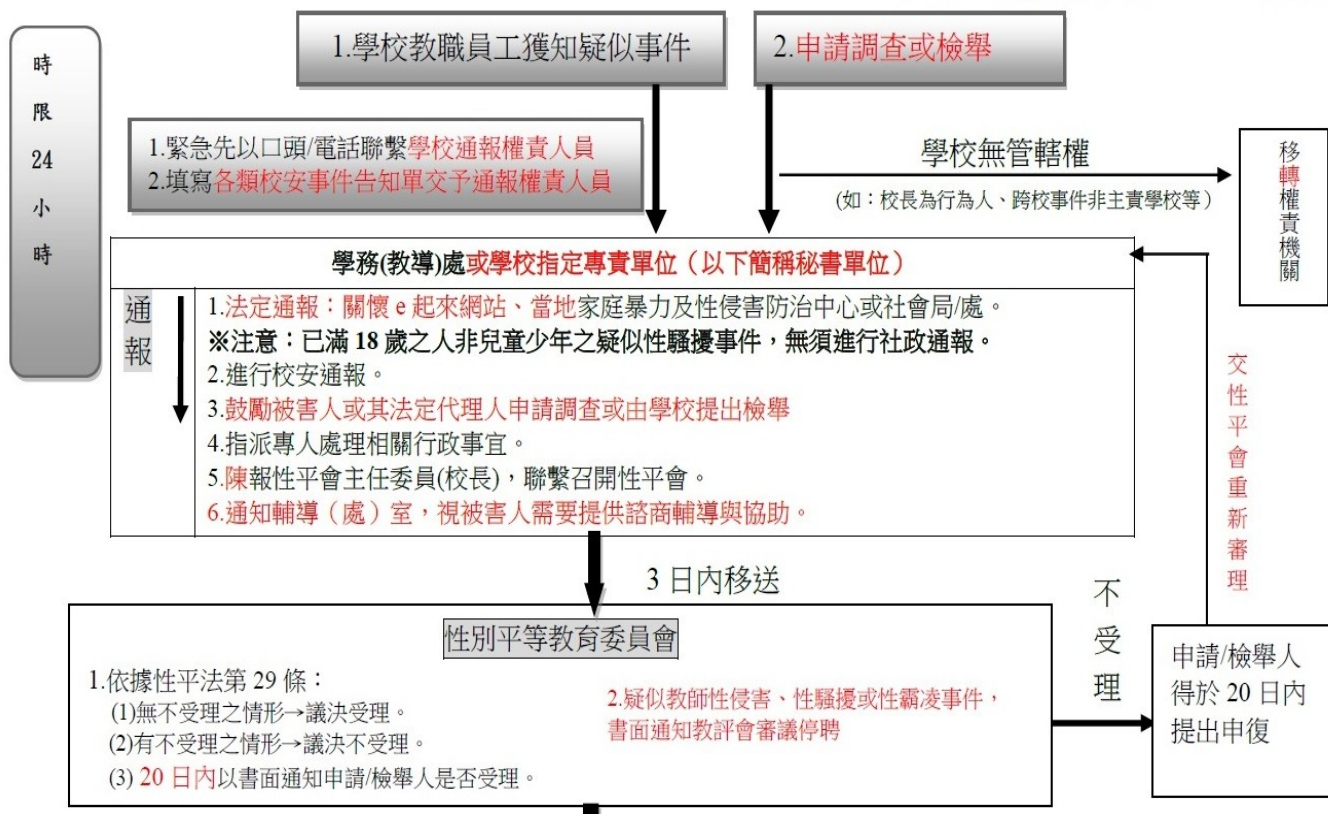 時
限
24
小
時
1.學校教職員工獲知疑似事件
2.申請調查或檢舉
1.緊急先以口頭/電話聯繫學校通報權責人員
2.填寫各類校安事件告知單交予通報權責人員
學校無管轄權
(如：校長為行為人、跨校事件非主責學校等)
移
轉
權
責
機
關
學務(教導)處或學校指定專責單位（以下簡稱秘書單位）
通
報
1.法定通報：關懷 e 起來網站、當地家庭暴力及性侵害防治中心或社會局/處。
※注意：已滿 18 歲之人非兒童少年之疑似性騷擾事件，無須進行社政通報。
2.進行校安通報。
3.鼓勵被害人或其法定代理人申請調查或由學校提出檢舉
4.指派專人處理相關行政事宜。
5.陳報性平會主任委員(校長)，聯繫召開性平會。
6.通知輔導（處）室，視被害人需要提供諮商輔導與協助。
交
性
平
會
重
新
審
理
3 日內移送
不
受
理
性別平等教育委員會
1.依據性平法第 29 條：
(1)無不受理之情形→議決受理。
(2)有不受理之情形→議決不受理。
(3) 20 日內以書面通知申請/檢舉人是否受理。
2.疑似教師性侵害、性騷擾或性霸凌事件，
書面通知教評會審議停聘
申請/檢舉人
得於 20 日內
提出申復